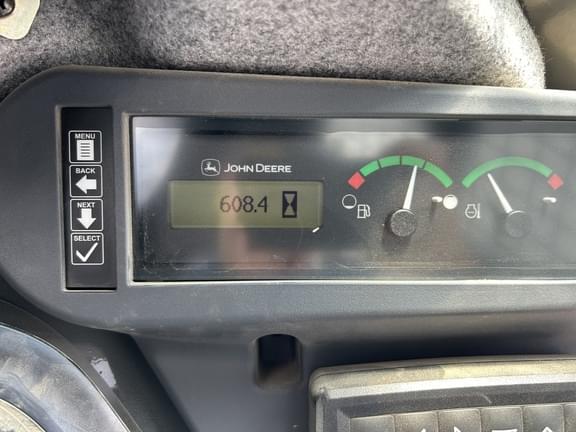 MENU
BACK
NEXT
SELECT
JOHN DEERE
608.4